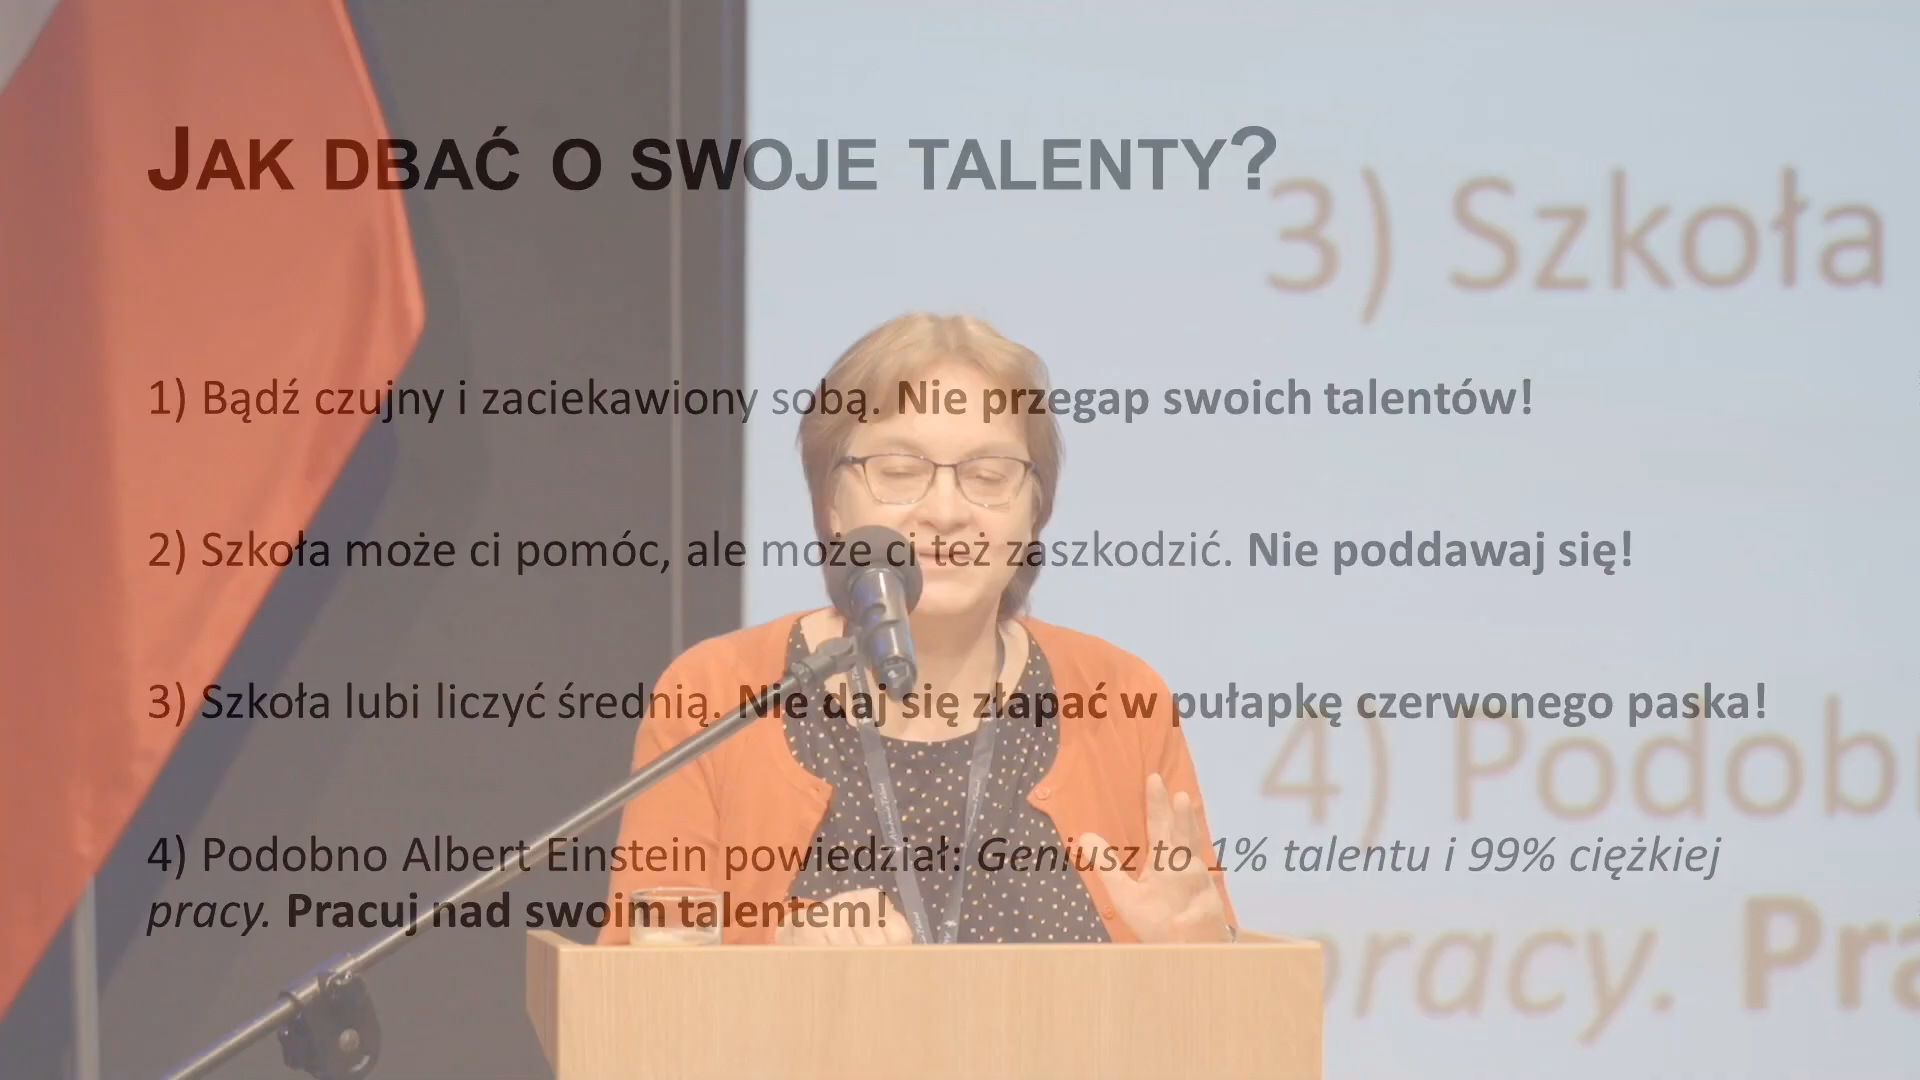 JAK DBAĆ O SWOJE TALENTY?
1) Bądź czujny i zaciekawiony sobą. Nie przegap swoich talentów!
2) Szkoła może ci pomóc, ale może ci też zaszkodzić. Nie poddawaj się!
3) Szkoła lubi liczyć średnią. Nie daj się złapać w pułapkę czerwonego paska!
4) Podobno Albert Einstein powiedział: Geniusz to 1% talentu i 99% ciężkiej
pracy. Pracuj nad swoim talentem!
3) Szkoła
4) Podob
pracy. Pra